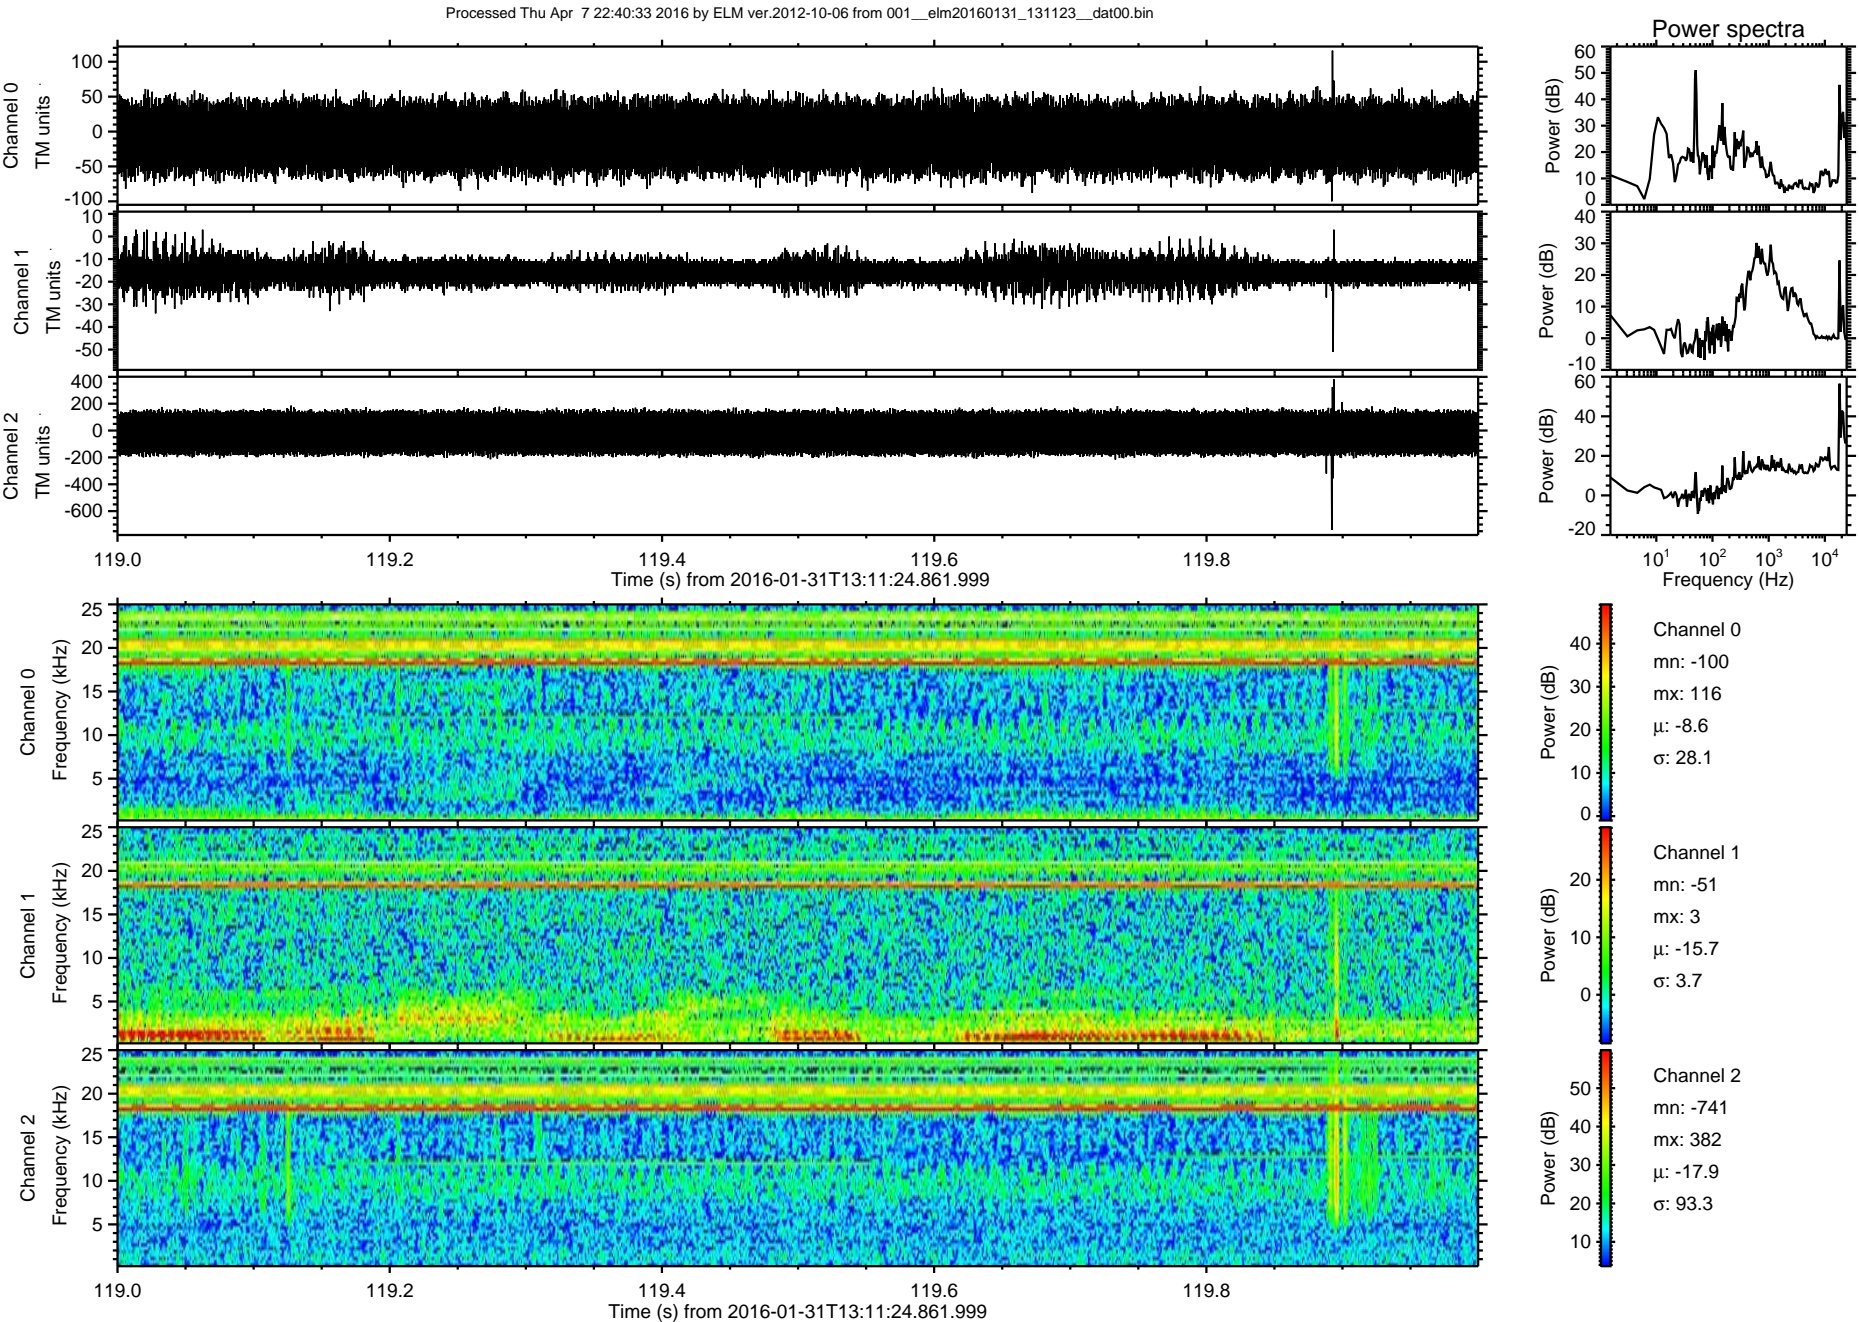 Processed Thu Apr  7 22:40:33 2016 by ELM ver.2012-10-06 from 001__elm20160131_131123__dat00.bin
Power spectra
Channel 0
TM units
100
50
0
-50
-100
Power (dB)
60
50
40
30
20
10
0
Channel 1
TM units
10
0
-10
-20
-30
-40
-50
Power (dB)
40
30
20
10
0
-10
Channel 2
TM units
400
200
0
-200
-400
-600
Power (dB)
60
40
20
0
-20
119.0 119.2 119.4 119.6 119.8
Time (s) from 2016-01-31T13:11:24.861.999
10^1 10^2 10^3 10^4
Frequency (Hz)
Channel 0
Frequency (kHz)
25
20
15
10
5
Power (dB)
40
30
20
10
0
Channel 0
mn: -100
mx: 116
μ: -8.6
σ: 28.1
Channel 1
Frequency (kHz)
25
20
15
10
5
Power (dB)
20
10
0
Channel 1
mn: -51
mx: 3
μ: -15.7
σ: 3.7
Channel 2
Frequency (kHz)
25
20
15
10
5
Power (dB)
50
40
30
20
10
Channel 2
mn: -741
mx: 382
μ: -17.9
σ: 93.3
119.0 119.2 119.4 119.6 119.8
Time (s) from 2016-01-31T13:11:24.861.999